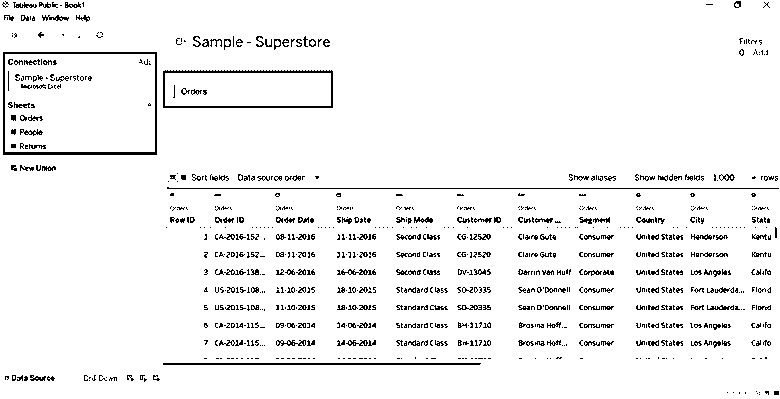 Tableau Public - Book1
File Data Window Help
Sample - Superstore
Connections Add
Sample - Superstore
Microsoft Excel
Filters
0 Add
Sheets
Orders
People
Returns
New Union
Orders
Sort fields Data source order Show aliases Show hidden fields 1,000 rows
Orders Orders Orders Orders Orders Orders Orders Orders Orders Orders Orders
Row ID Order ID Order Date Ship Date Ship Mode Customer ID Customer ... Segment Country City State
1 CA-2016-152... 08-11-2016 11-11-2016 Second Class CG-12520 Claire Gute Consumer United States Henderson Kentu
2 CA-2016-152... 08-11-2016 11-11-2016 Second Class CG-12520 Claire Gute Consumer United States Henderson Kentu
3 CA-2016-138... 12-06-2016 16-06-2016 Second Class DV-13045 Darrin Van Huff Corporate United States Los Angeles Califo
4 US-2015-108... 11-10-2015 18-10-2015 Standard Class SO-20335 Sean O'Donnell Consumer United States Fort Lauderda... Florid
5 US-2015-108... 11-10-2015 18-10-2015 Standard Class SO-20335 Sean O'Donnell Consumer United States Fort Lauderda... Florid
6 CA-2014-115... 09-06-2014 14-06-2014 Standard Class BH-11710 Brosina Hoff... Consumer United States Los Angeles Califo
7 CA-2014-115... 09-06-2014 14-06-2014 Standard Class BH-11710 Brosina Hoff... Consumer United States Los Angeles Califo
Data Source Drill Down